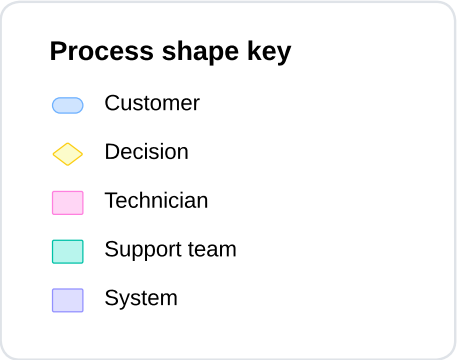 Process shape key
Customer
Decision
Technician
Support team
System